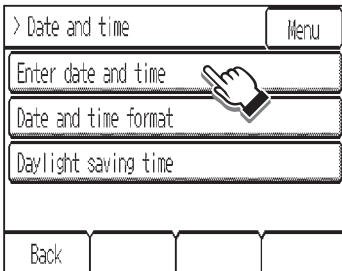 > Date and time Menu
Enter date and time
Date and time format
Daylight saving time
Back